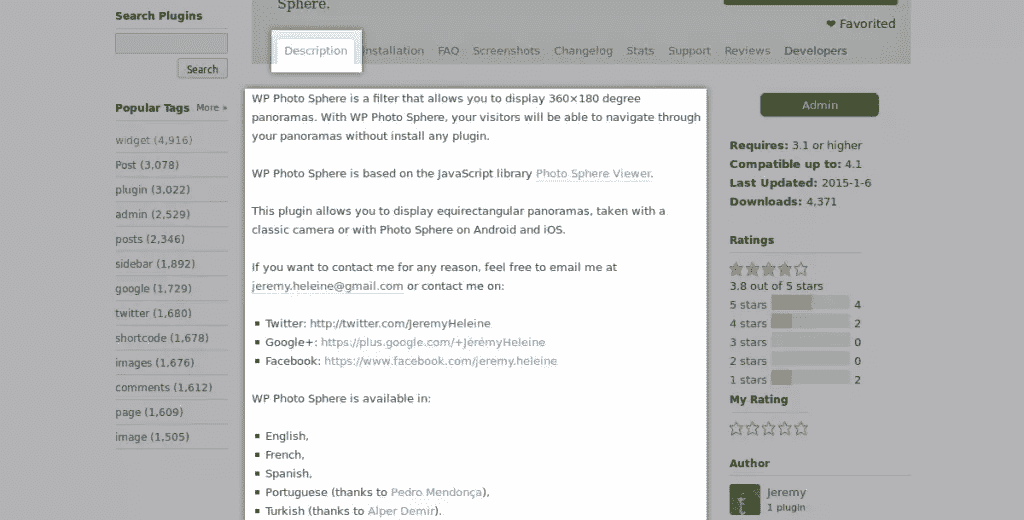 Sphere.
Favorited
Description
Installation
FAQ
Screenshots
Changelog
Stats
Support
Reviews
Developers
Search Plugins
Search
Popular Tags
More »
widget (4,916)
Post (3,078)
plugin (3,022)
admin (2,529)
posts (2,346)
sidebar (1,892)
google (1,729)
twitter (1,680)
shortcode (1,678)
images (1,676)
comments (1,612)
page (1,609)
image (1,505)
WP Photo Sphere is a filter that allows you to display 360×180 degree
panoramas. With WP Photo Sphere, your visitors will be able to navigate through
your panoramas without install any plugin.
WP Photo Sphere is based on the JavaScript library Photo Sphere Viewer.
This plugin allows you to display equirectangular panoramas, taken with a
classic camera or with Photo Sphere on Android and iOS.
If you want to contact me for any reason, feel free to email me at
jeremy.heleine@gmail.com or contact me on:
Twitter: http://twitter.com/JeremyHeleine
Google+: https://plus.google.com/+JérémyHeleine
Facebook: https://www.facebook.com/jeremy.heleine
WP Photo Sphere is available in:
English,
French,
Spanish,
Portuguese (thanks to Pedro Mendonça),
Turkish (thanks to Alper Demir).
Admin
Requires: 3.1 or higher
Compatible up to: 4.1
Last Updated: 2015-1-6
Downloads: 4,371
Ratings
3.8 out of 5 stars
5 stars 4
4 stars 2
3 stars 0
2 stars 0
1 star 2
My Rating
Author
Jeremy
1 plugin